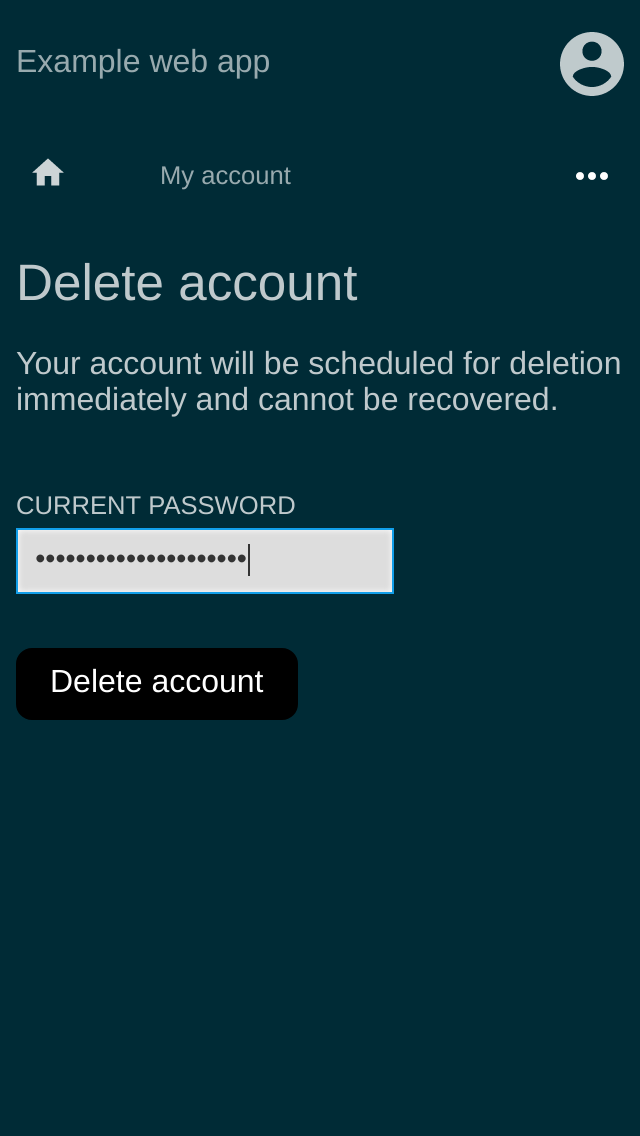 Example web app
My account
Delete account
Your account will be scheduled for deletion
immediately and cannot be recovered.
CURRENT PASSWORD
•••••••••••••••••••••
Delete account